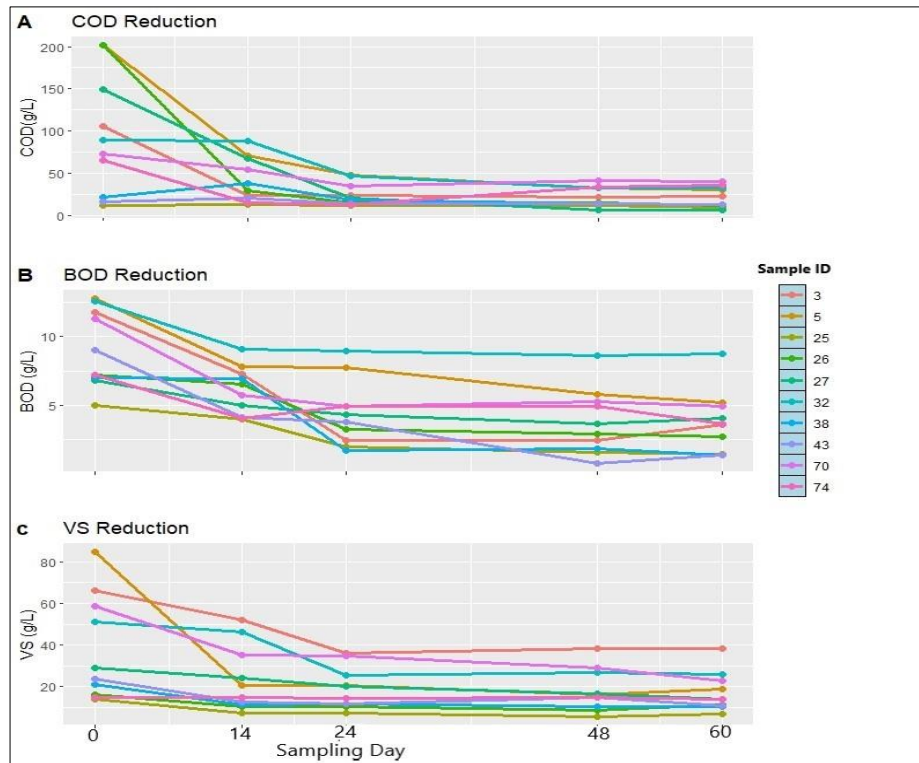 A COD Reduction
200
150
100
50
0
COD(g/L)
B BOD Reduction
10
5
BOD (g/L)
c VS Reduction
80
60
40
20
VS (g/L)
0 14 24 48 60
Sampling Day
Sample ID
3
5
25
26
27
32
38
43
70
74